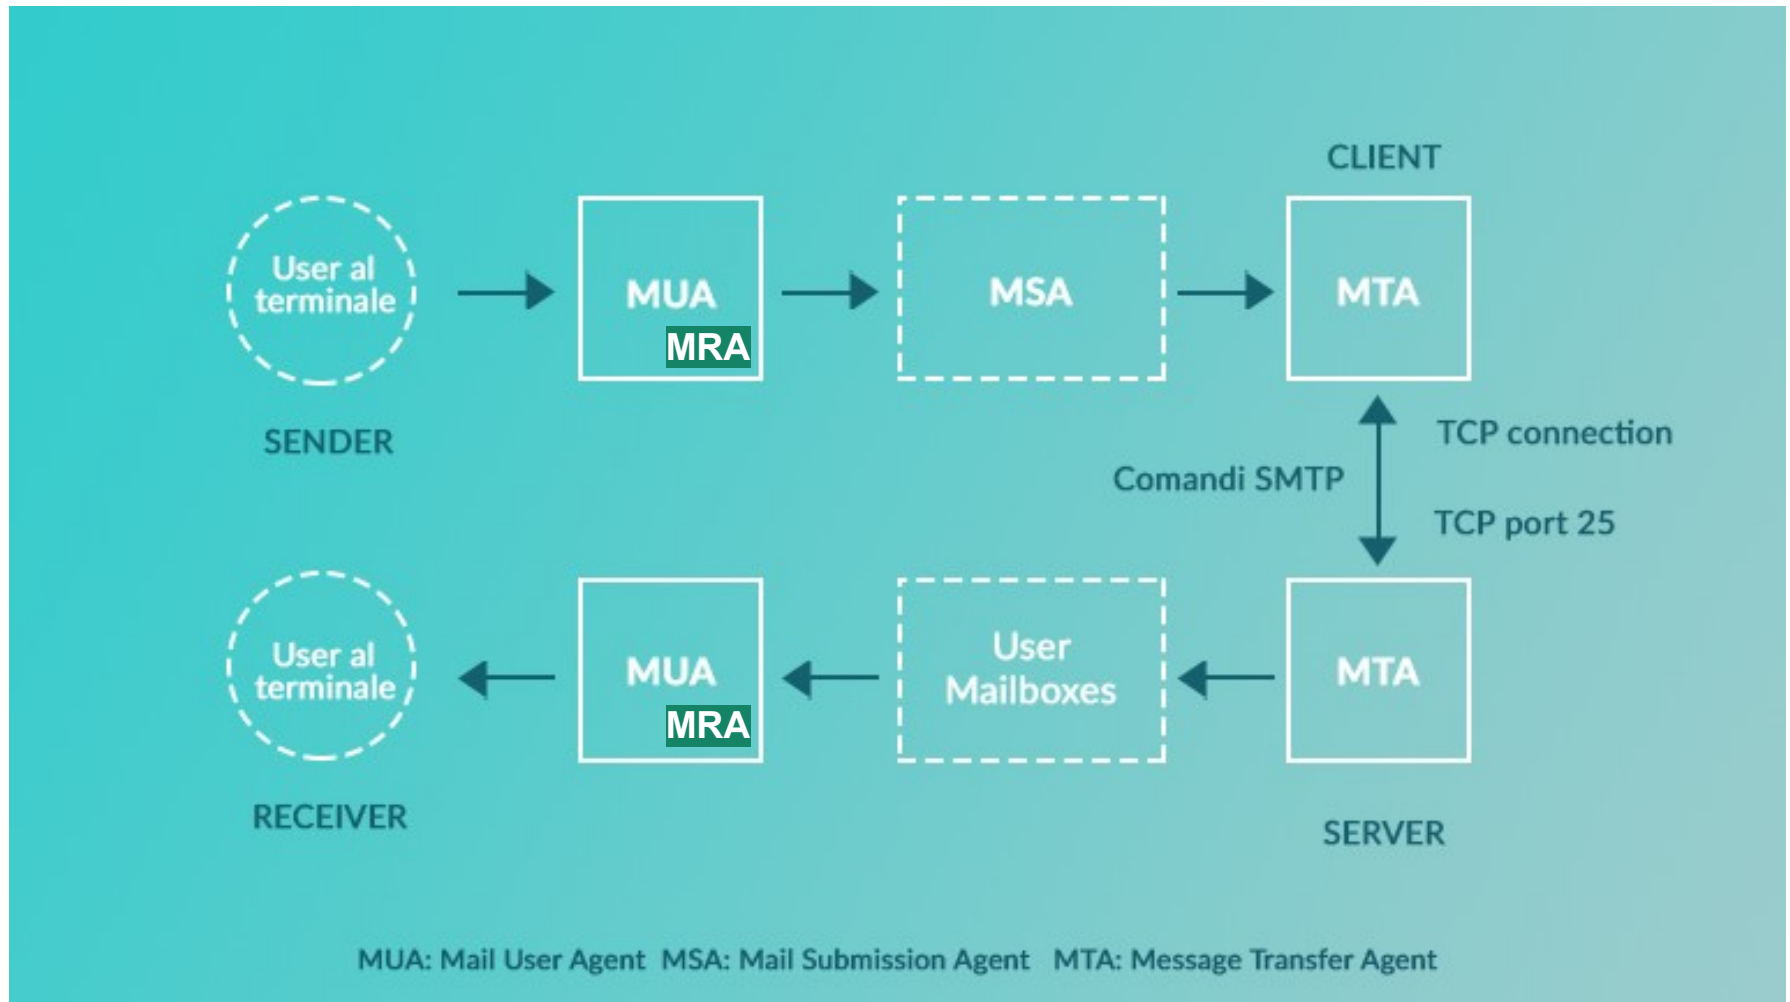 CLIENT
User al
terminale
MUA
MRA
MSA
MTA
SENDER
TCP connection
Comandi SMTP
TCP port 25
User al
terminale
MUA
MRA
User
Mailboxes
MTA
RECEIVER
SERVER
MUA: Mail User Agent MSA: Mail Submission Agent MTA: Message Transfer Agent